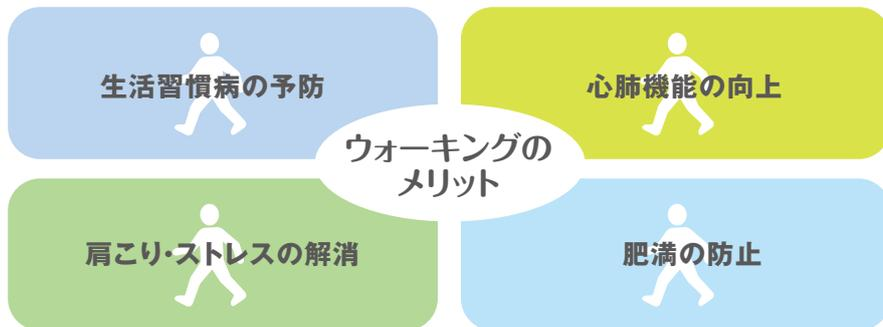 生活習慣病の予防
心肺機能の向上
ウォーキングの
メリット
肩こり・ストレスの解消
肥満の防止